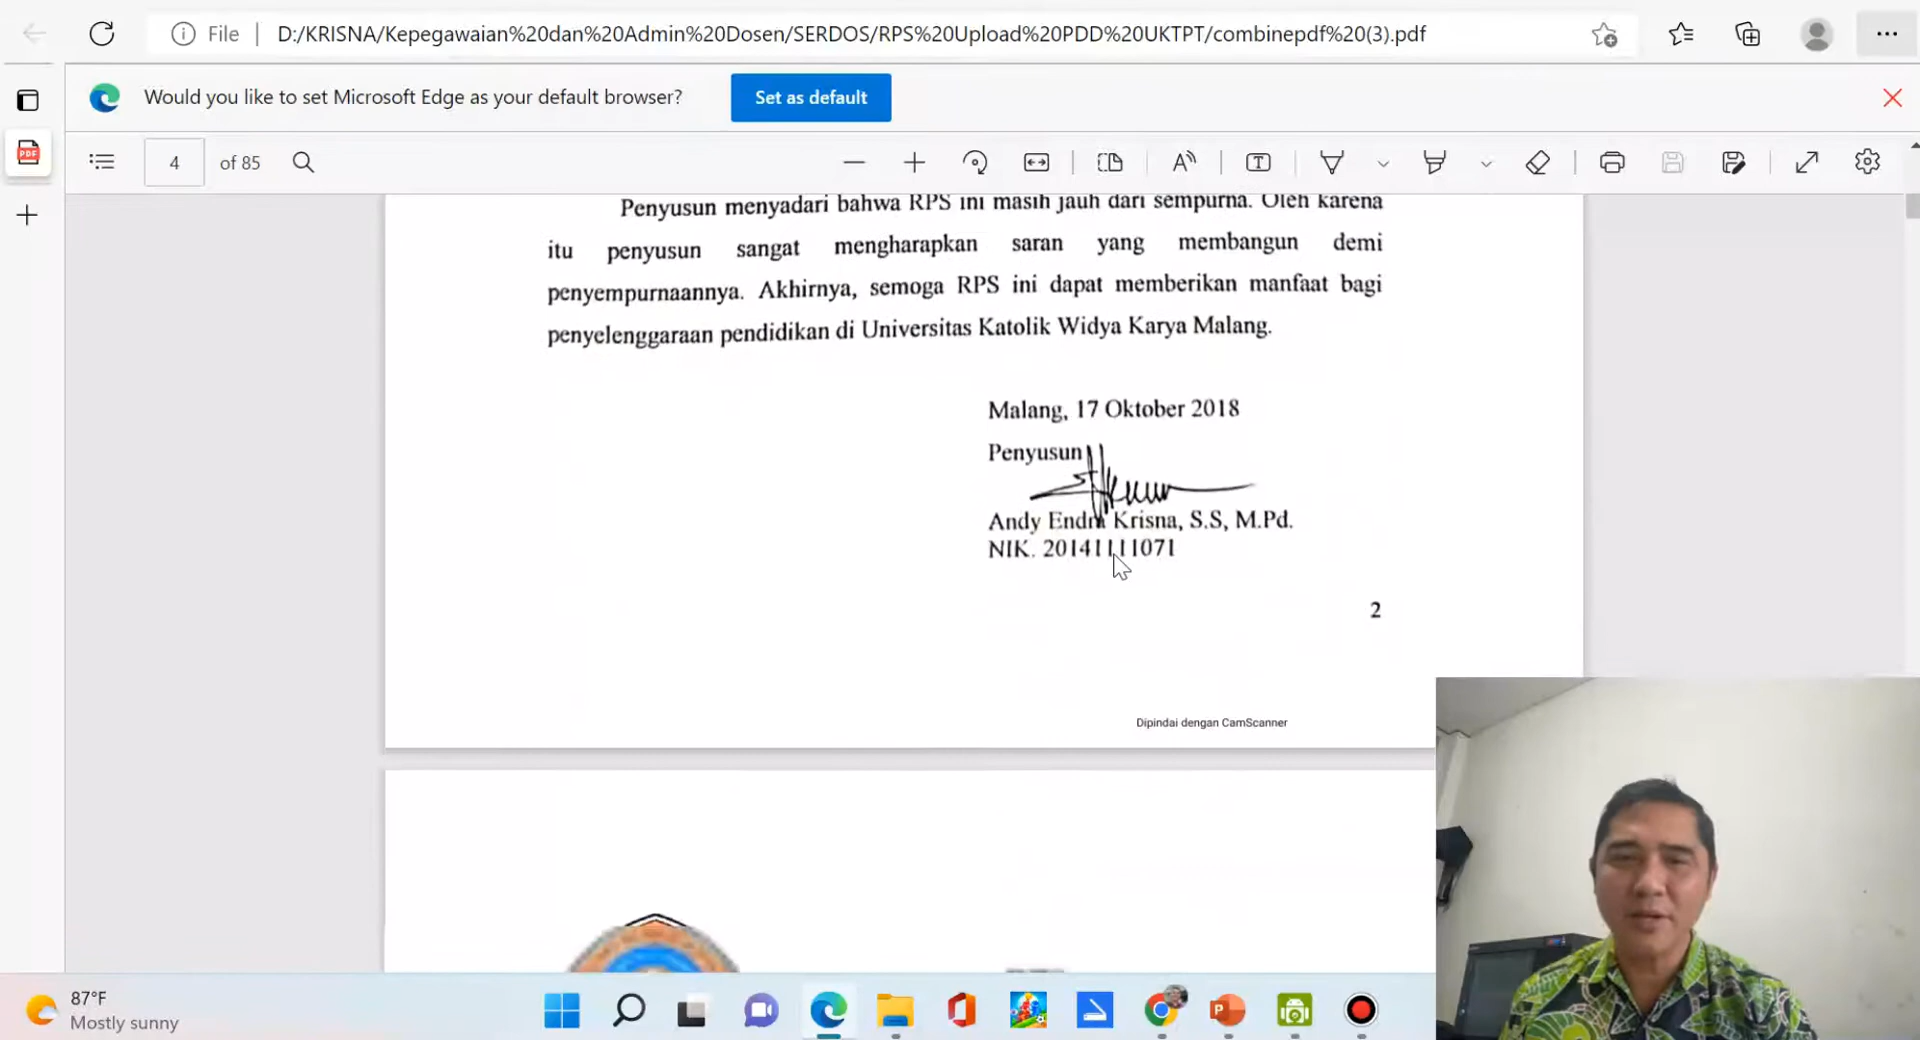 File
D:/KRISNA/Kepegawaian%20dan%20Admin%20Dosen/SERDOS/RPS%20Upload%20PDD%20UKTPT/combinepdf%20(3).pdf
Would you like to set Microsoft Edge as your default browser?
Set as default
4 of 85
Penyusun menyadari bahwa RPS ini masih jauh dari sempurna. Oleh karena
itu penyusun sangat mengharapkan saran yang membangun demi
penyempurnaannya. Akhirnya, semoga RPS ini dapat memberikan manfaat bagi
penyelenggaraan pendidikan di Universitas Katolik Widya Karya Malang.
Malang, 17 Oktober 2018
Penyusun
Andy Endra Krisna, S.S, M.Pd.
NIK. 20141111071
2
Dipindai dengan CamScanner
87°F
Mostly sunny